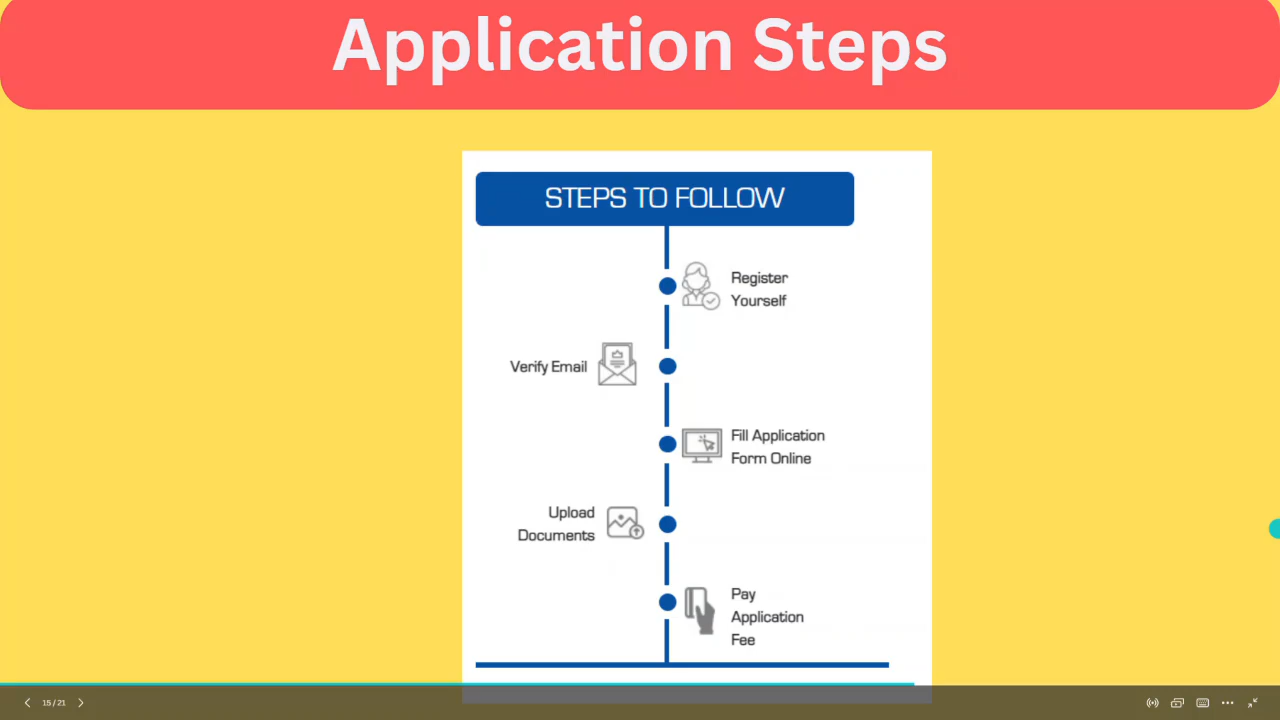 Application Steps
STEPS TO FOLLOW
Register
Yourself
Verify Email
Fill Application
Form Online
Upload
Documents
Pay
Application
Fee
15 / 21